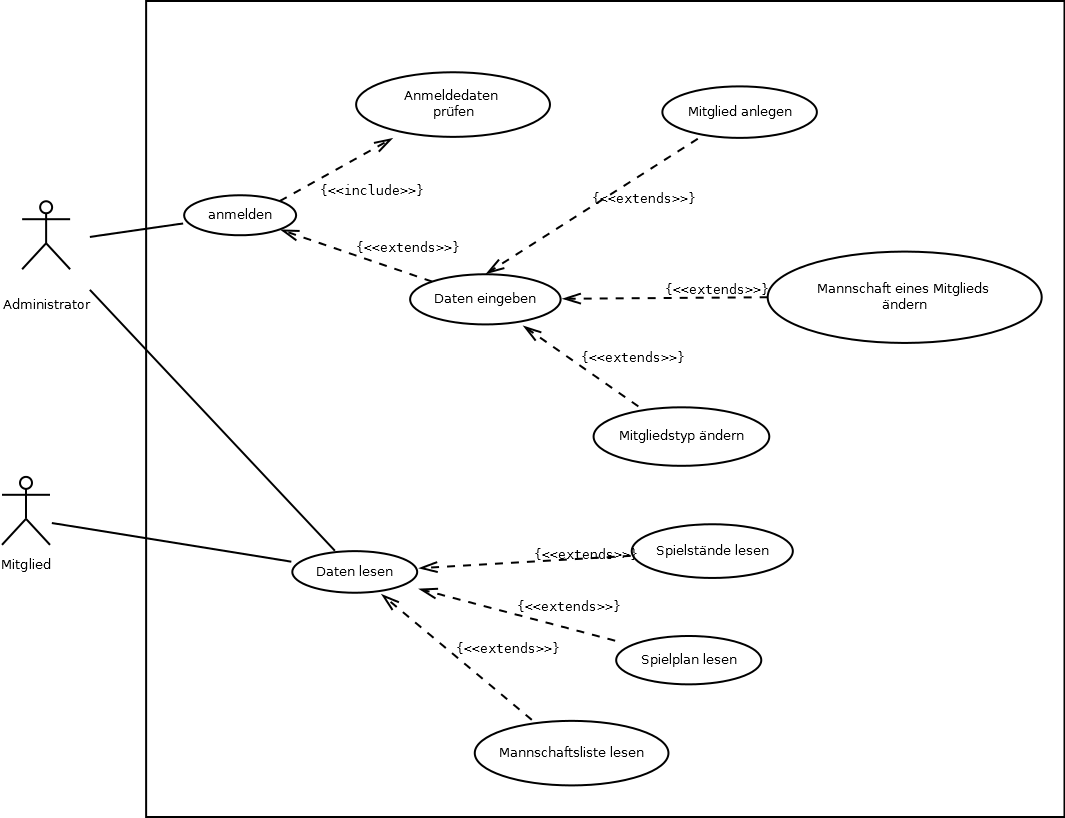 Anmeldedaten
prüfen
Mitglied anlegen
{<<include>>}
{<<extends>>}
anmelden
{<<extends>>}
Administrator
Daten eingeben
{<<extends>>}
Mannschaft eines Mitglieds
ändern
{<<extends>>}
Mitgliedstyp ändern
Mitglied
Daten lesen
{<<extends>>}
Spielstände lesen
{<<extends>>}
Spielplan lesen
{<<extends>>}
Mannschaftsliste lesen